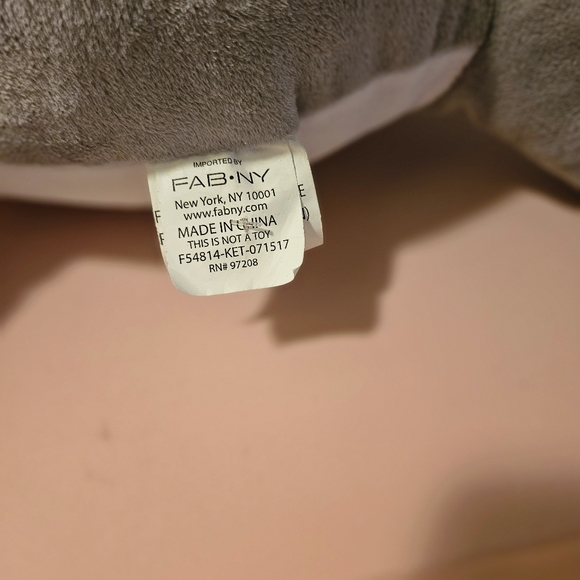 IMPORTED BY
FAB•NY
New York, NY 10001
www.fabny.com
MADE IN CHINA
THIS IS NOT A TOY
F54814-KET-071517
RN# 97208